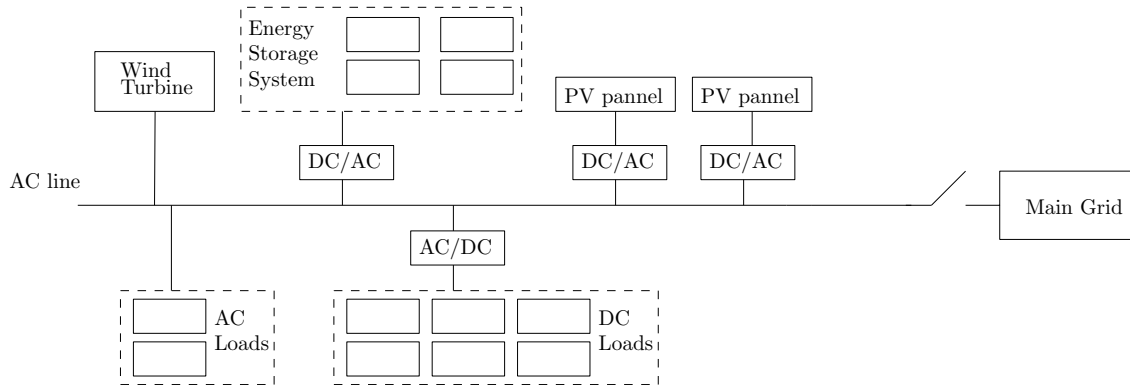 Energy
Storage
System
Wind
Turbine
PV pannel
PV pannel
DC/AC
DC/AC
DC/AC
AC line
Main Grid
AC/DC
AC
Loads
DC
Loads